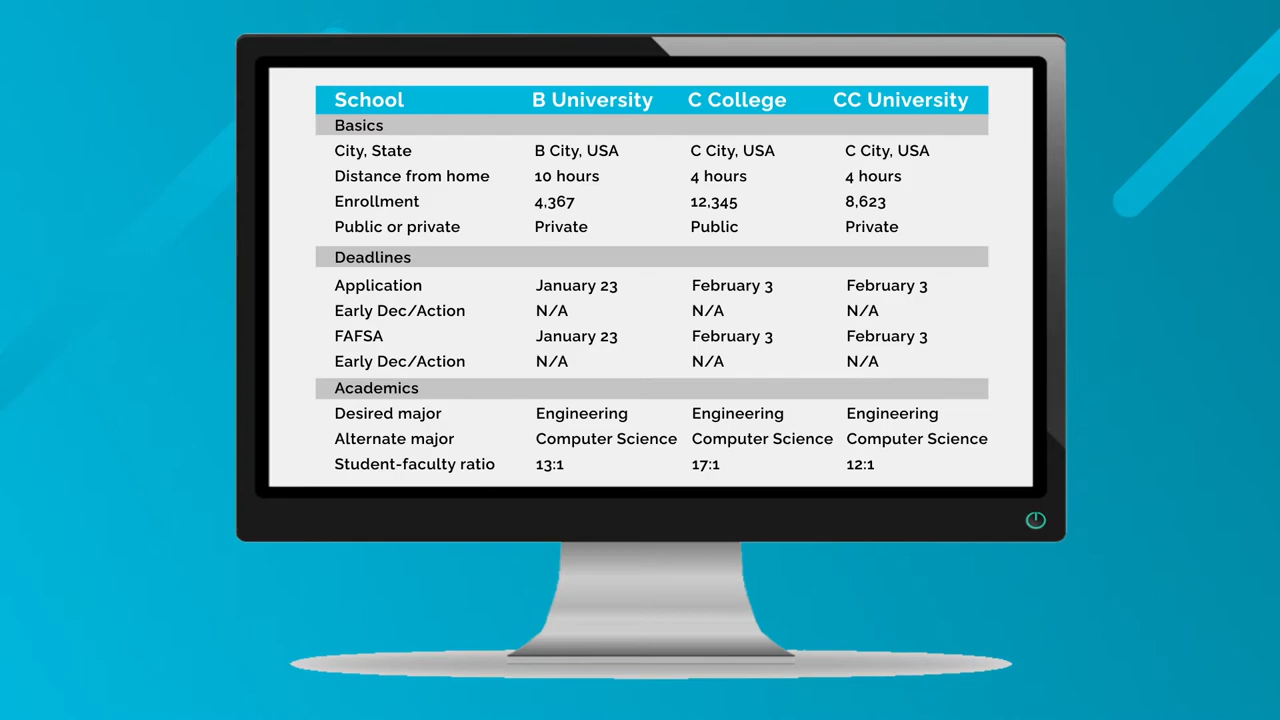 School B University C College CC University
Basics
City, State B City, USA C City, USA C City, USA
Distance from home 10 hours 4 hours 4 hours
Enrollment 4,367 12,345 8,623
Public or private Private Public Private
Deadlines
Application January 23 February 3 February 3
Early Dec/Action N/A N/A N/A
FAFSA January 23 February 3 February 3
Early Dec/Action N/A N/A N/A
Academics
Desired major Engineering Engineering Engineering
Alternate major Computer Science Computer Science Computer Science
Student-faculty ratio 13:1 17:1 12:1